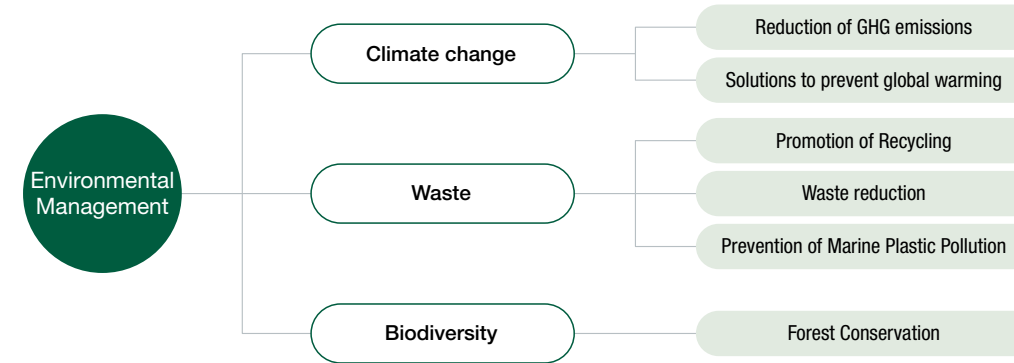 Environmental
Management
Climate change
Reduction of GHG emissions
Solutions to prevent global warming
Waste
Promotion of Recycling
Waste reduction
Prevention of Marine Plastic Pollution
Biodiversity
Forest Conservation